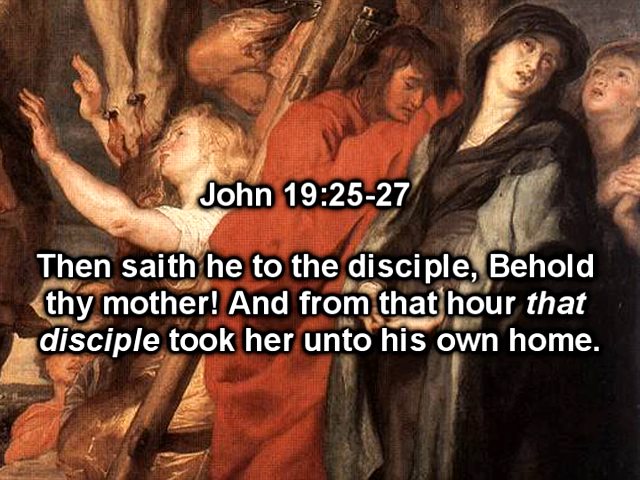 John 19:25-27
Then saith he to the disciple, Behold
thy mother! And from that hour that
disciple took her unto his own home.